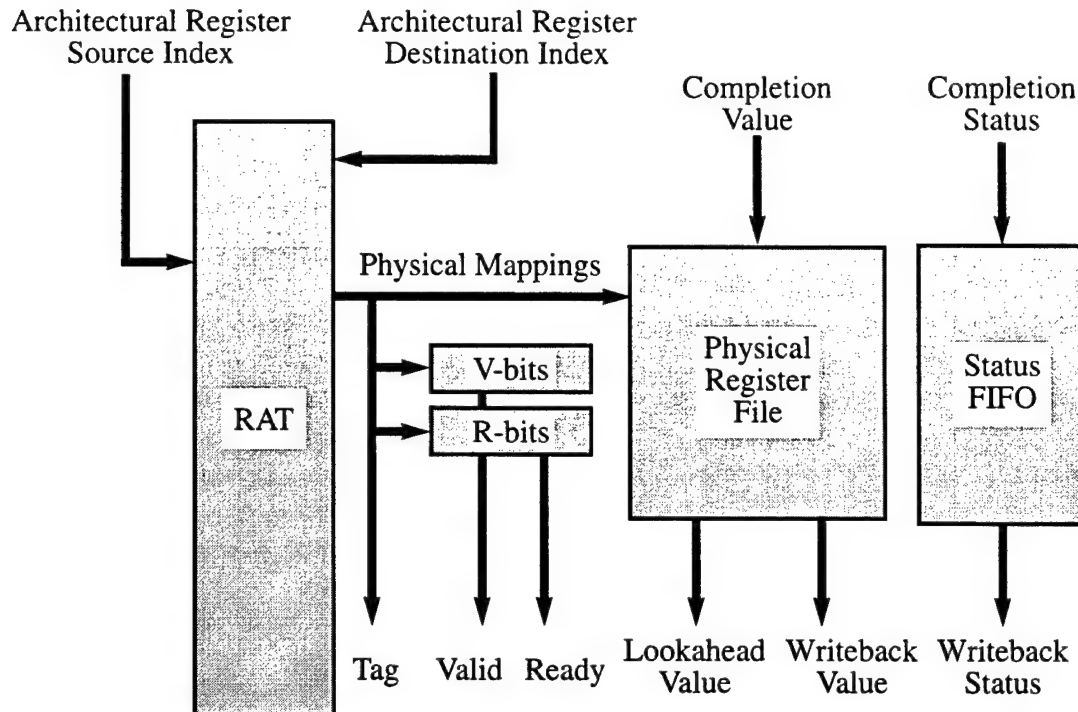 Architectural Register
Source Index
Architectural Register
Destination Index
Completion
Value
Completion
Status
Physical Mappings
RAT
V-bits
R-bits
Physical
Register
File
Status
FIFO
Tag
Valid
Ready
Lookahead
Value
Writeback
Value
Writeback
Status